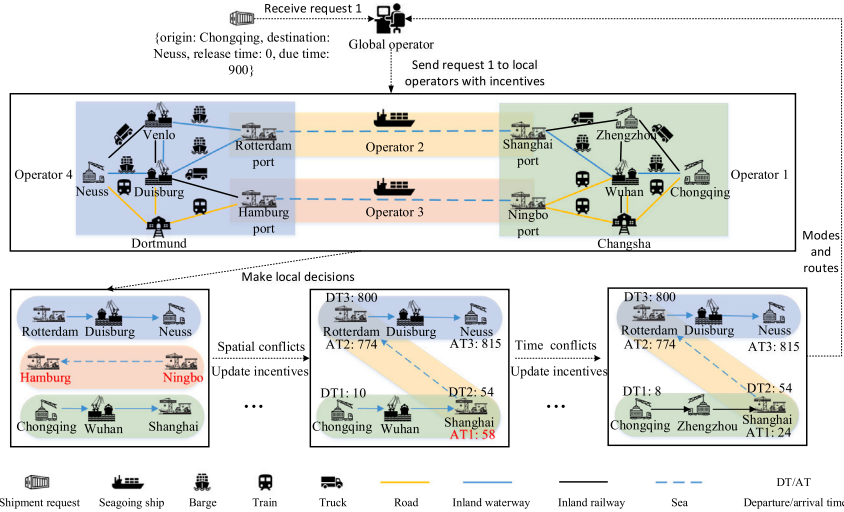 Receive request 1
{origin: Chongqing, destination:
Neuss, release time: 0, due time:
900}
Global operator
Send request 1 to local
operators with incentives
Venlo
Rotterdam
port
Operator 2
Shanghai
port
Zhengzhou
Operator 4
Neuss
Duisburg
Hamburg
port
Operator 3
Ningbo
port
Wuhan
Chongqing
Operator 1
Dortmund
Changsha
Make local decisions
Modes
and
routes
Rotterdam Duisburg Neuss
Hamburg Ningbo
Chongqing Wuhan Shanghai
Spatial conflicts
Update incentives
...
DT3: 800
Rotterdam Duisburg Neuss
AT2: 774 AT3: 815
DT1: 10 DT2: 54
Chongqing Wuhan Shanghai
AT1: 58
Time conflicts
Update incentives
...
DT3: 800
Rotterdam Duisburg Neuss
AT2: 774 AT3: 815
DT1: 8 DT2: 54
Chongqing Zhengzhou Shanghai
AT1: 24
DT/AT
Shipment request Seagoing ship Barge Train Truck Road Inland waterway Inland railway Sea Departure/arrival time